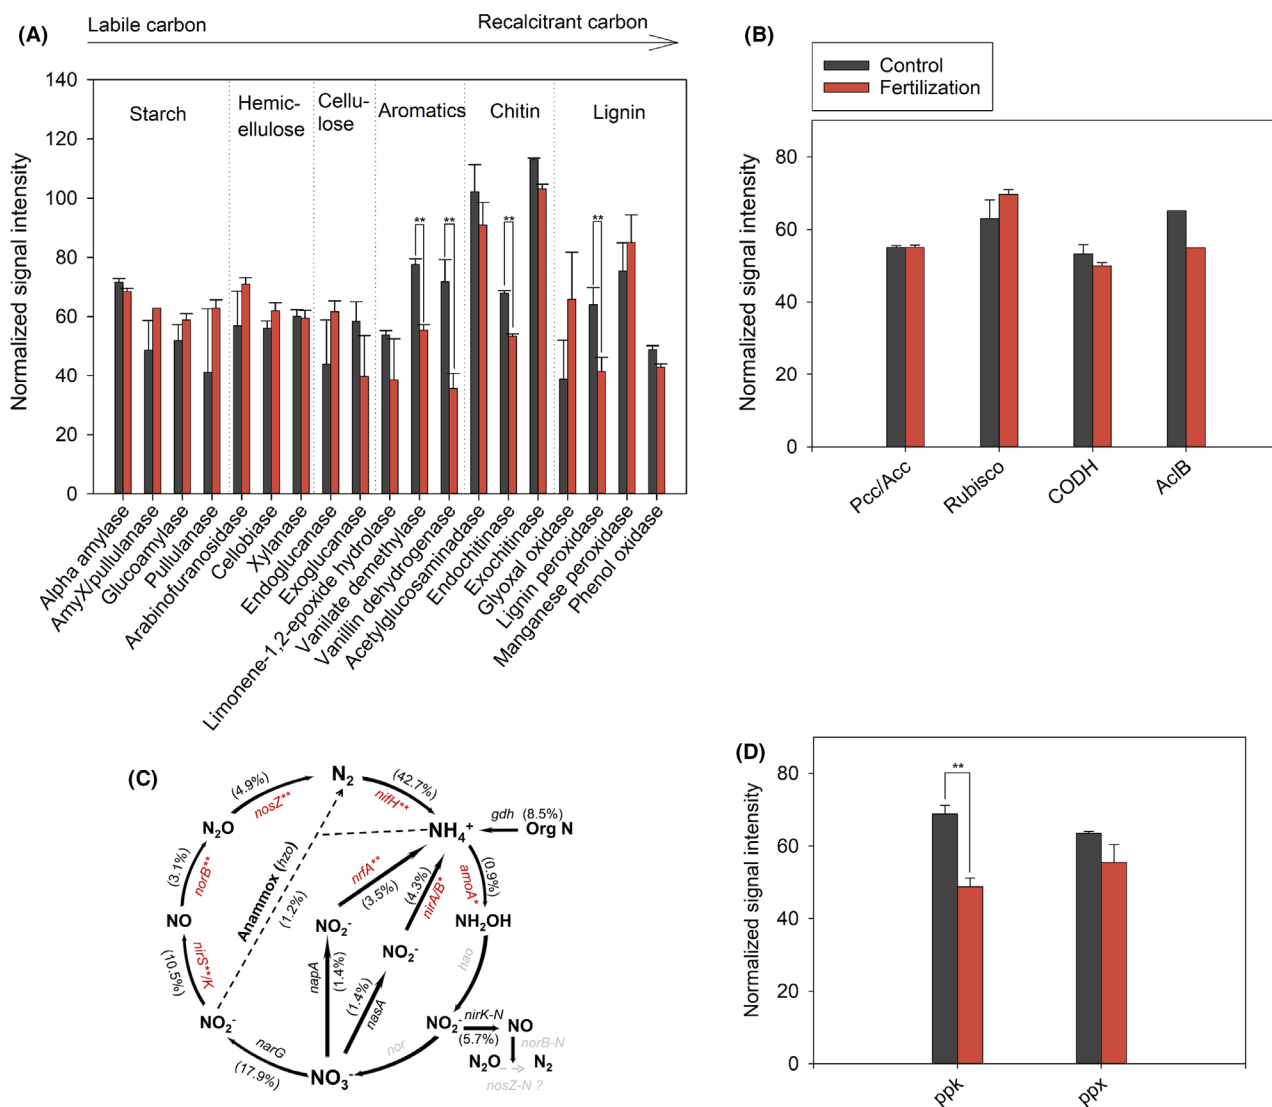 (A)
Labile carbon
Recalcitrant carbon
Normalized signal intensity
140
120
100
80
60
40
20
0
Starch
Hemic-
ellulose
Cellu-
lose
Aromatics
Chitin
Lignin
**
**
**
**
Alpha amylase
AmyX/pullulanase
Glucoamylase
Pullulanase
Arabinofuranosidase
Cellobiase
Xylanase
Endoglucanase
Exoglucanase
Limonene-1,2-epoxide hydrolase
Vanilate demethylase
Vanillin dehydrogenase
Acetylglucosaminadase
Endochitinase
Exochitinase
Glyoxal oxidase
Lignin peroxidase
Manganese peroxidase
Phenol oxidase
(B)
Control
Fertilization
Normalized signal intensity
80
60
40
20
0
Pcc/Acc
Rubisco
CODH
AclB
(C)
N2
(4.9%)
nosZ**
(42.7%)
nifH**
N2O
NH4+
gdh (8.5%)
Org N
(3.1%)
norB**
Anammox (hzo)
(1.2%)
nrfA**
(3.5%)
(4.3%)
nirA/B*
amoA*
(0.9%)
NO
NO2-
NH2OH
NO2-
(10.5%)
nirS**/K
napA
(1.4%)
(1.4%)
nasA
hao
NO2-
NO2-
nirK-N
(5.7%)
NO
norB-N
narG
(17.9%)
NO3-
nor
N2O
N2
nosZ-N ?
(D)
Normalized signal intensity
80
60
40
20
0
**
ppk
ppx